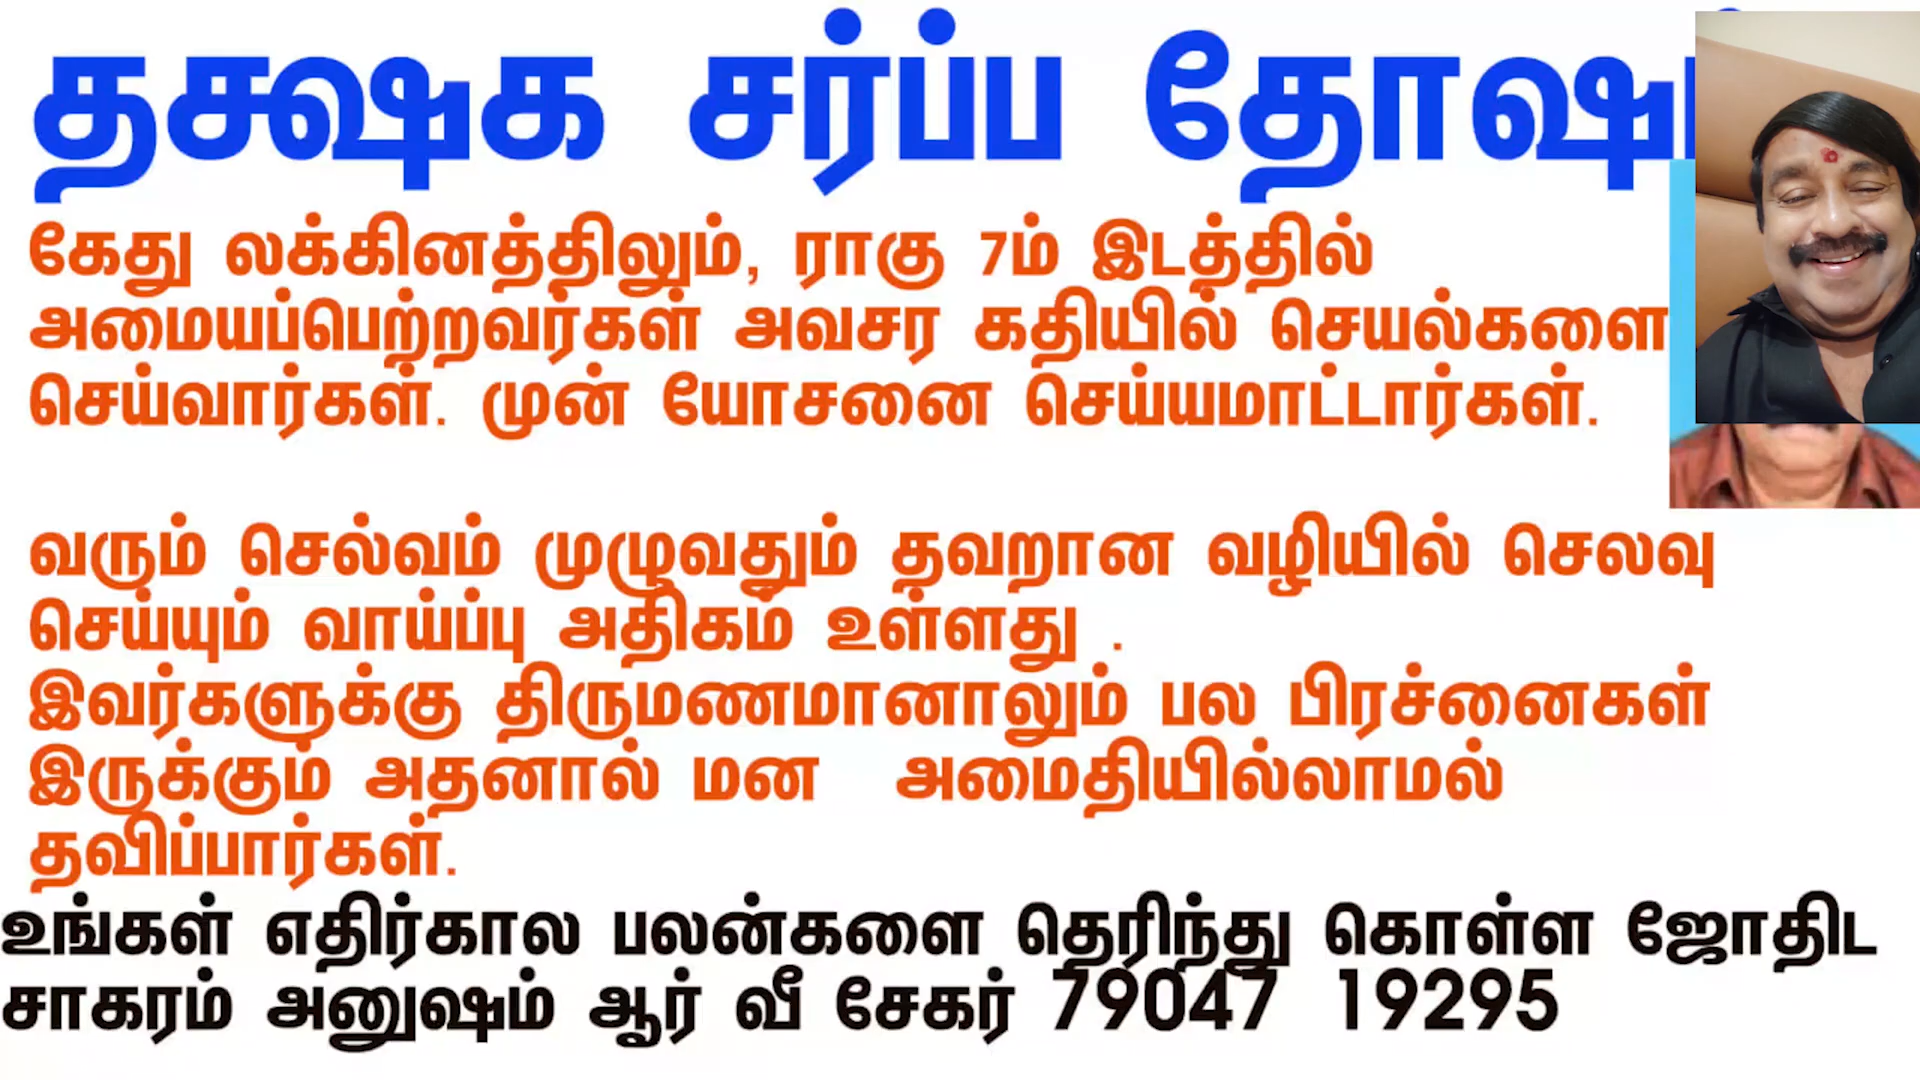 தக்ஷக சர்ப்ப தோஷ
கேது லக்கினத்திலும், ராகு 7ம் இடத்தில்
அமையப்பெற்றவர்கள் அவசர கதியில் செயல்களை
செய்வார்கள். முன் யோசனை செய்யமாட்டார்கள்.
வரும் செல்வம் முழுவதும் தவறான வழியில் செலவு
செய்யும் வாய்ப்பு அதிகம் உள்ளது .
இவர்களுக்கு திருமணமானாலும் பல பிரச்னைகள்
இருக்கும் அதனால் மன அமைதியில்லாமல்
தவிப்பார்கள்.
உங்கள் எதிர்கால பலன்களை தெரிந்து கொள்ள ஜோதிட
சாகரம் அனுஷம் ஆர் வீ சேகர் 79047 19295